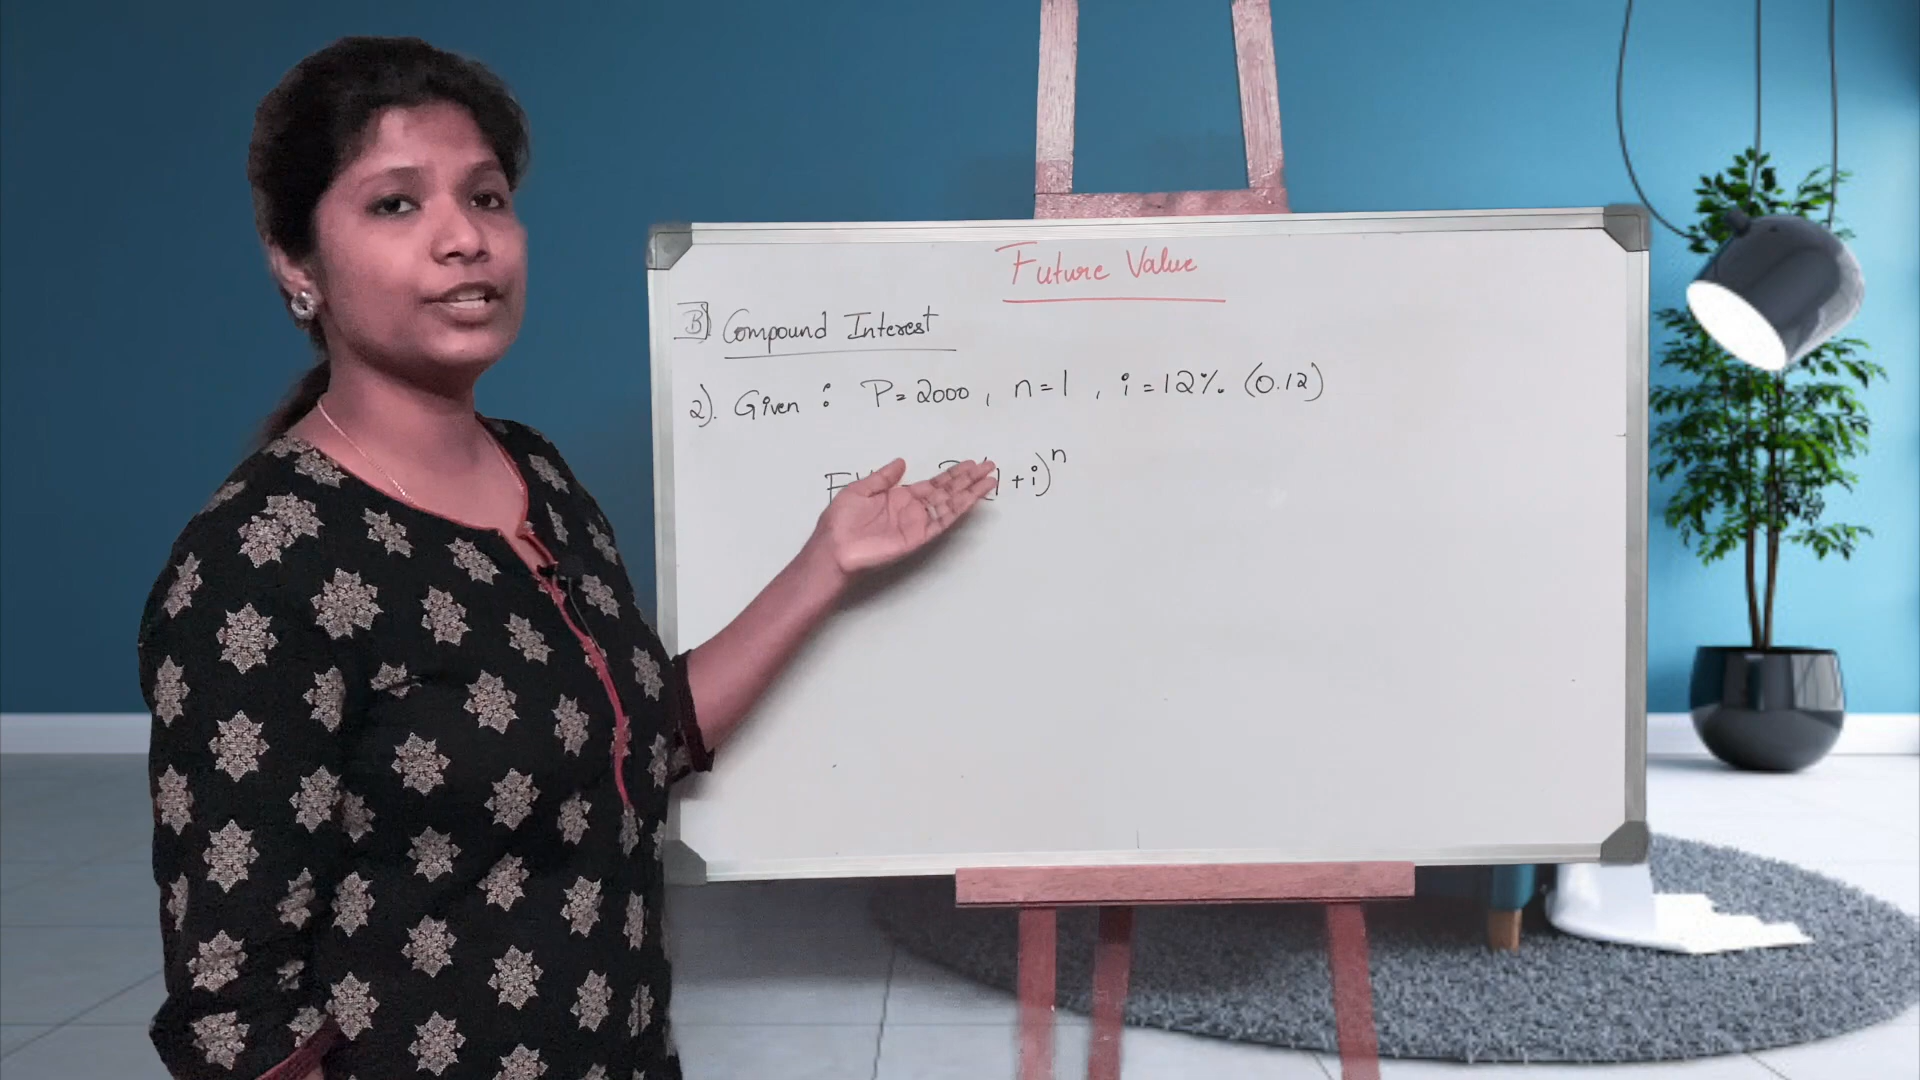 Future Value
B) Compound Interest
2). Given : P = 2000 , n = 1 , i = 12% (0.12)
(1 + i)^n